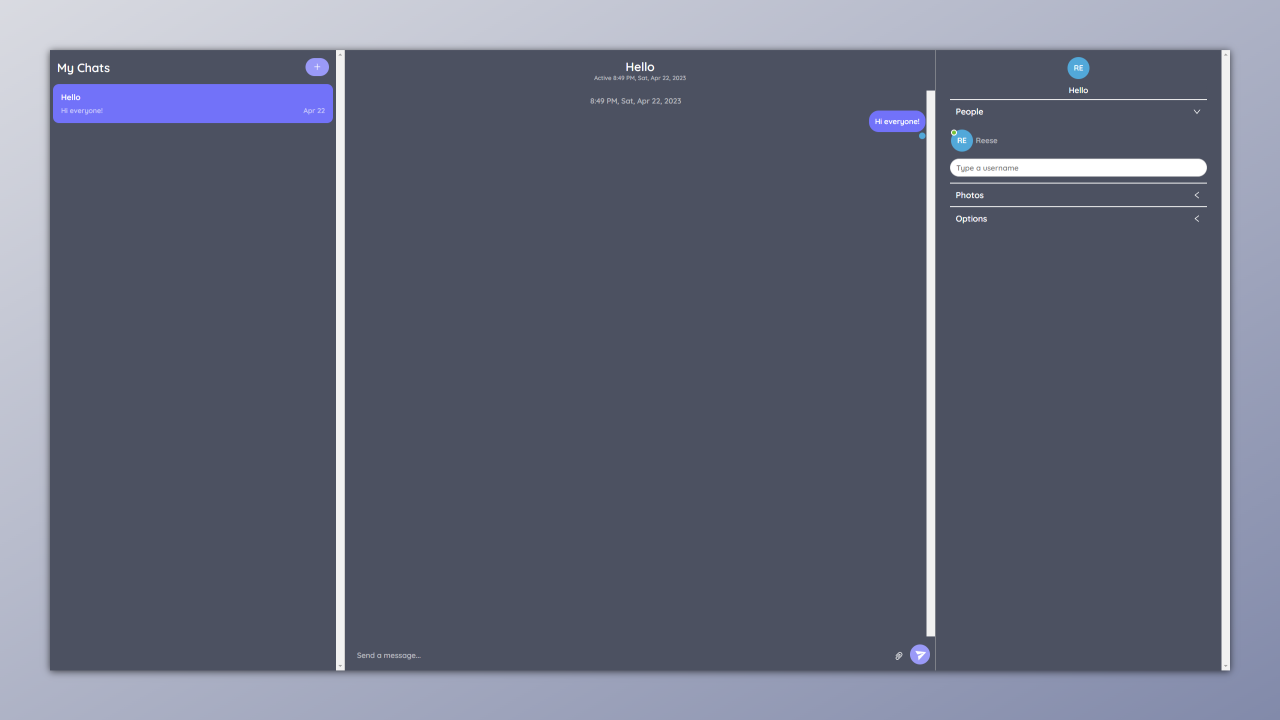 My Chats
+
Hello
Hi everyone!
Apr 22
Hello
Active 8:49 PM, Sat, Apr 22, 2023
8:49 PM, Sat, Apr 22, 2023
Hi everyone!
Send a message...
RE
Hello
People
RE
Reese
Type a username
Photos
Options